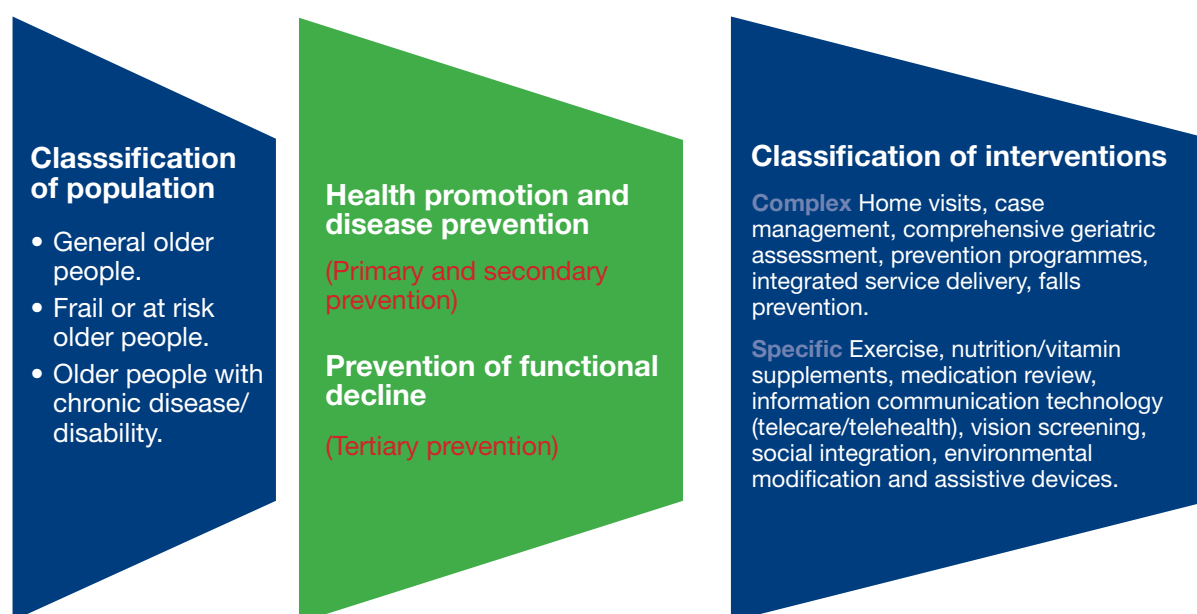 Classsification
of population
• General older
people.
• Frail or at risk
older people.
• Older people with
chronic disease/
disability.
Health promotion and
disease prevention
(Primary and secondary
prevention)
Prevention of functional
decline
(Tertiary prevention)
Classification of interventions
Complex Home visits, case
management, comprehensive geriatric
assessment, prevention programmes,
integrated service delivery, falls
prevention.
Specific Exercise, nutrition/vitamin
supplements, medication review,
information communication technology
(telecare/telehealth), vision screening,
social integration, environmental
modification and assistive devices.